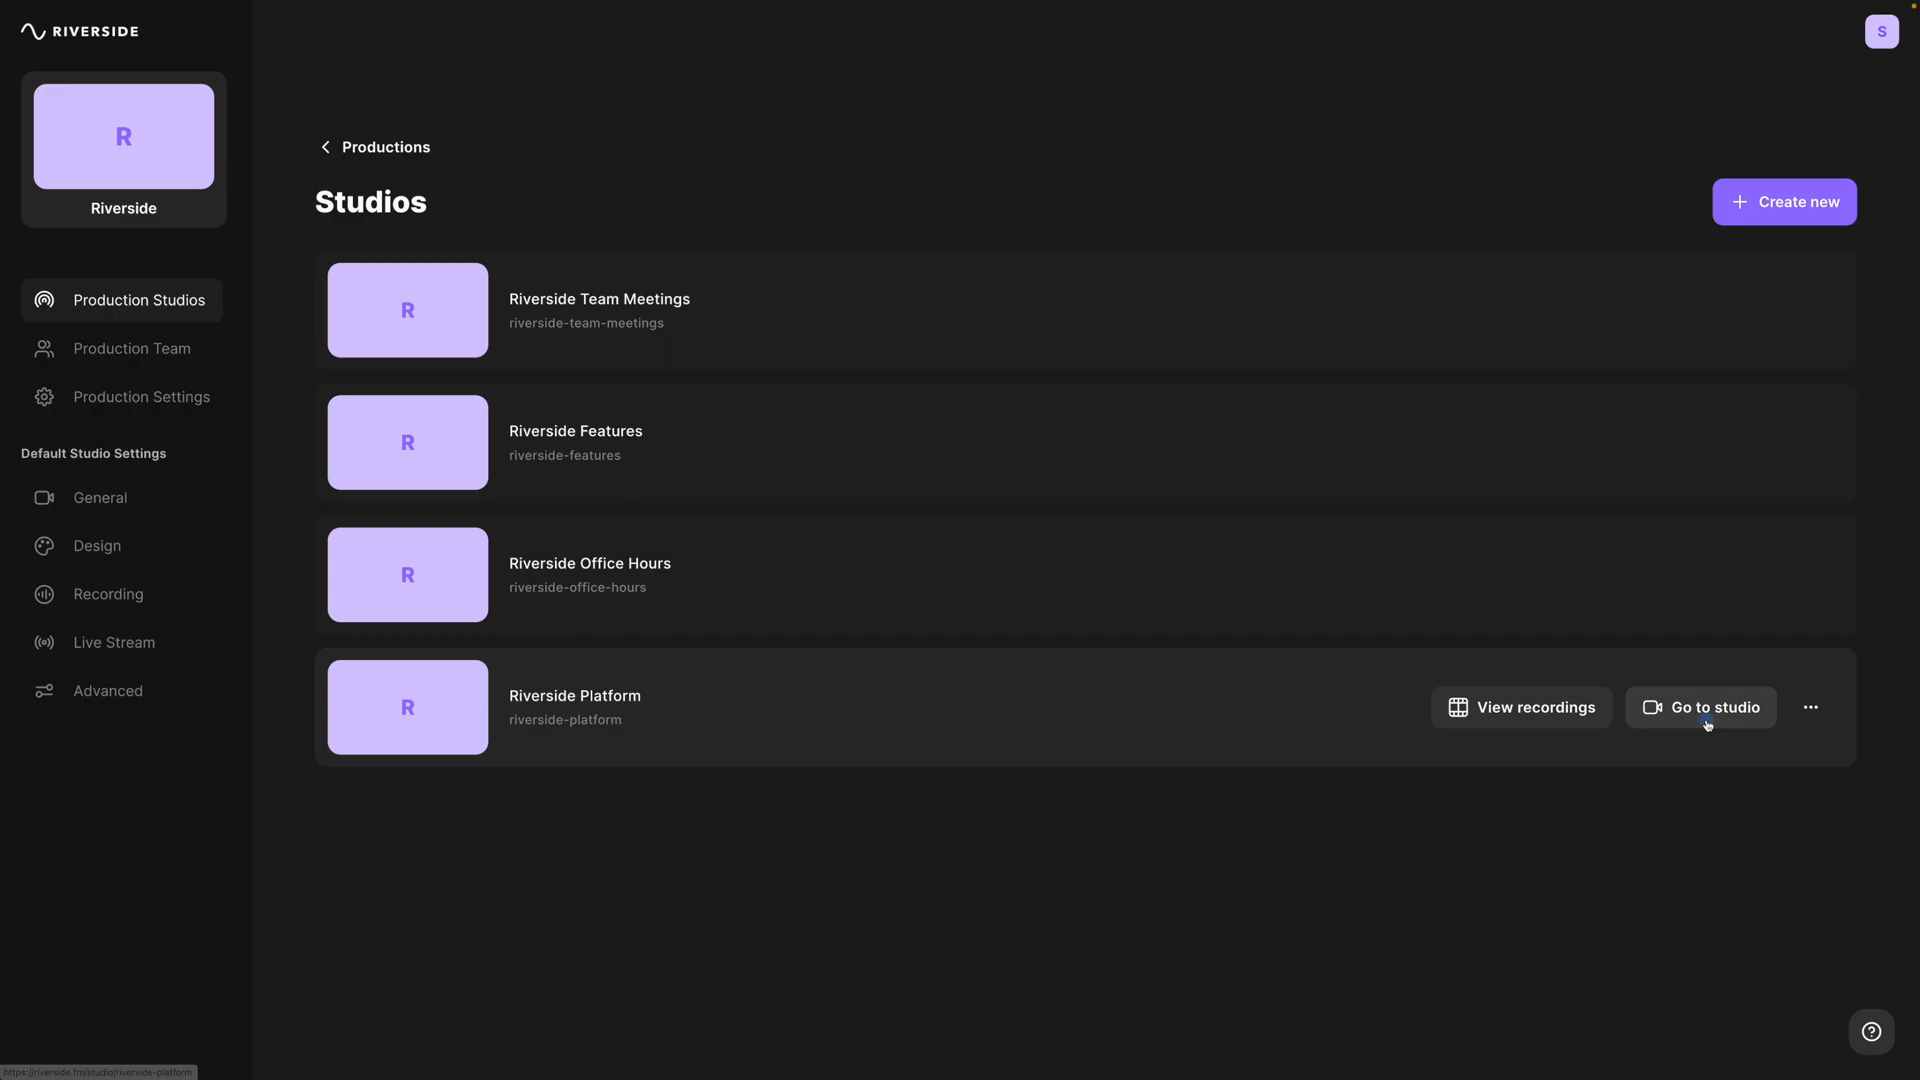 RIVERSIDE
S
R
Riverside
Production Studios
Production Team
Production Settings
Default Studio Settings
General
Design
Recording
Live Stream
Advanced
Productions
Studios
Create new
R
Riverside Team Meetings
riverside-team-meetings
R
Riverside Features
riverside-features
R
Riverside Office Hours
riverside-office-hours
R
Riverside Platform
riverside-platform
View recordings
Go to studio
https://riverside.fm/studio/riverside-platform